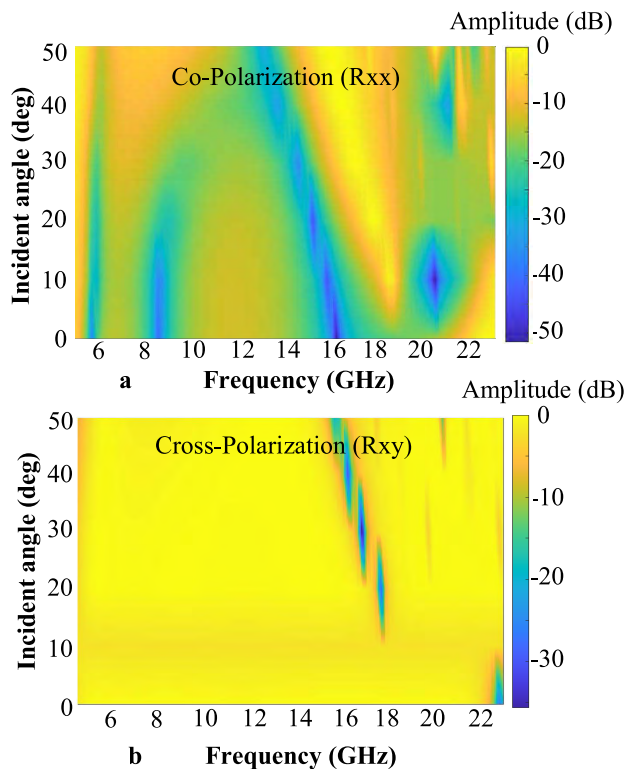 Amplitude (dB)
50
40
30
20
10
0
Incident angle (deg)
Co-Polarization (Rxx)
0
-10
-20
-30
-40
-50
6 8 10 12 14 16 18 20 22
a Frequency (GHz)
Amplitude (dB)
50
40
30
20
10
0
Incident angle (deg)
Cross-Polarization (Rxy)
0
-10
-20
-30
6 8 10 12 14 16 18 20 22
b Frequency (GHz)